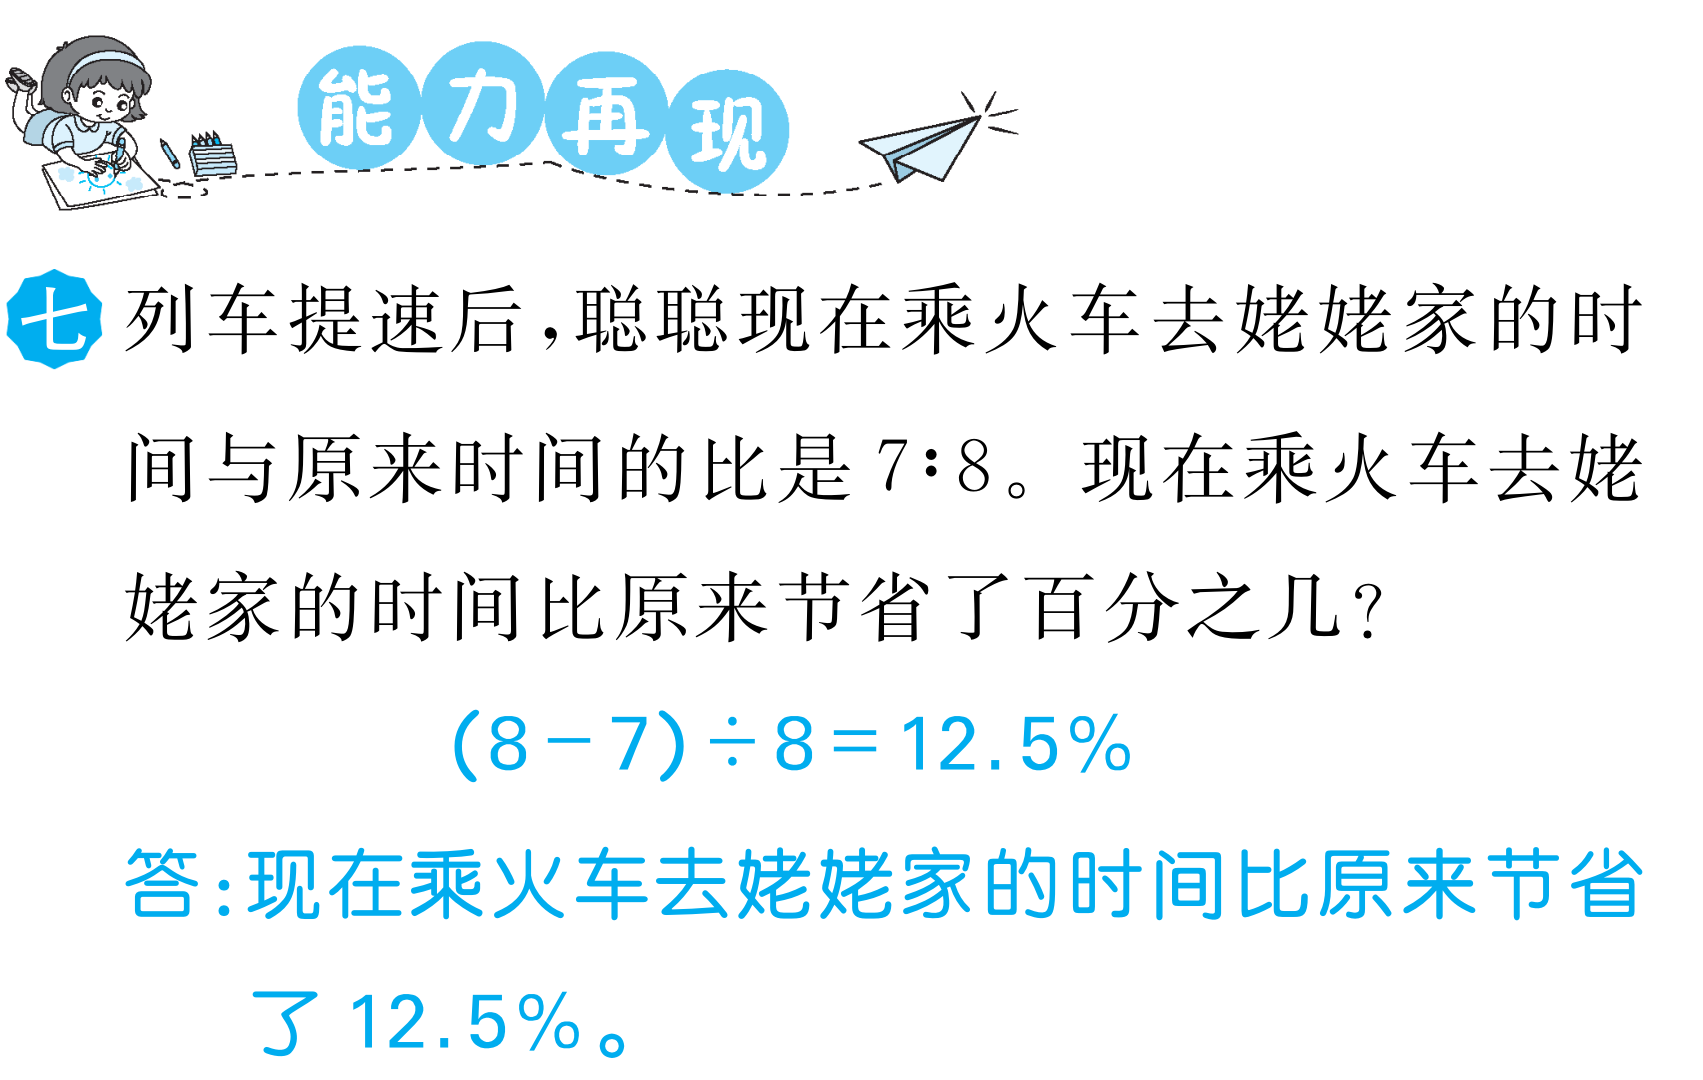 能力再现
七 列车提速后,聪聪现在乘火车去姥姥家的时
间与原来时间的比是 7∶8。现在乘火车去姥
姥家的时间比原来节省了百分之几?
(8-7)÷8=12.5%
答:现在乘火车去姥姥家的时间比原来节省
了 12.5%。